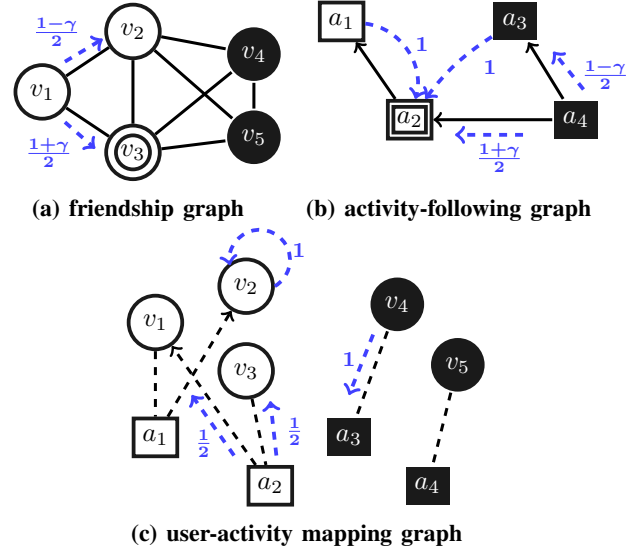 v₂
v₄
v₁
v₃
v₅
1−γ/2
1+γ/2
(a) friendship graph
a₁
a₃
a₂
a₄
1
1
1−γ/2
1+γ/2
(b) activity-following graph
1
v₂
v₁
v₄
v₃
v₅
1
a₁
a₃
1/2
1/2
a₂
a₄
(c) user-activity mapping graph